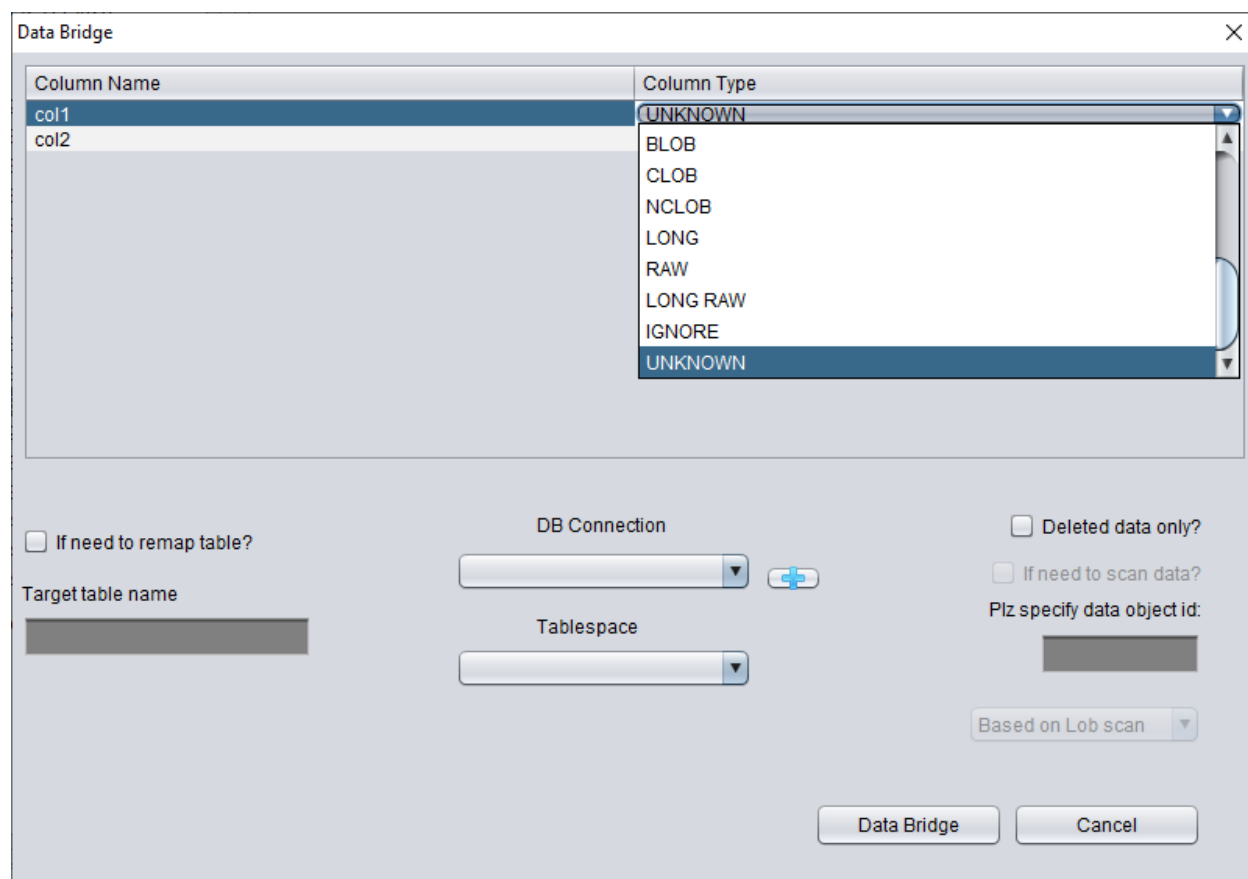 Data Bridge
Column Name Column Type
col1 UNKNOWN
col2
BLOB
CLOB
NCLOB
LONG
RAW
LONG RAW
IGNORE
UNKNOWN
If need to remap table?
Target table name
DB Connection
Tablespace
Deleted data only?
If need to scan data?
Plz specify data object id:
Based on Lob scan
Data Bridge Cancel